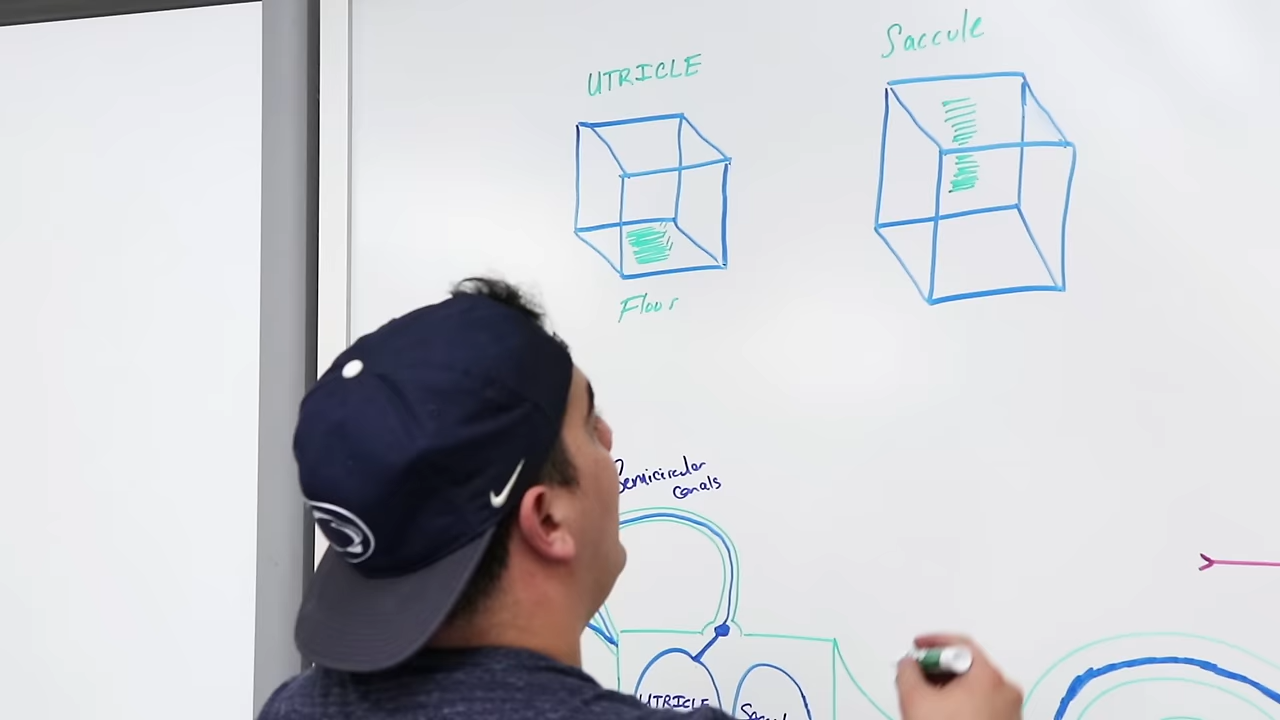 UTRICLE
Saccule
Floor
Semicircular
canals
UTRICLE